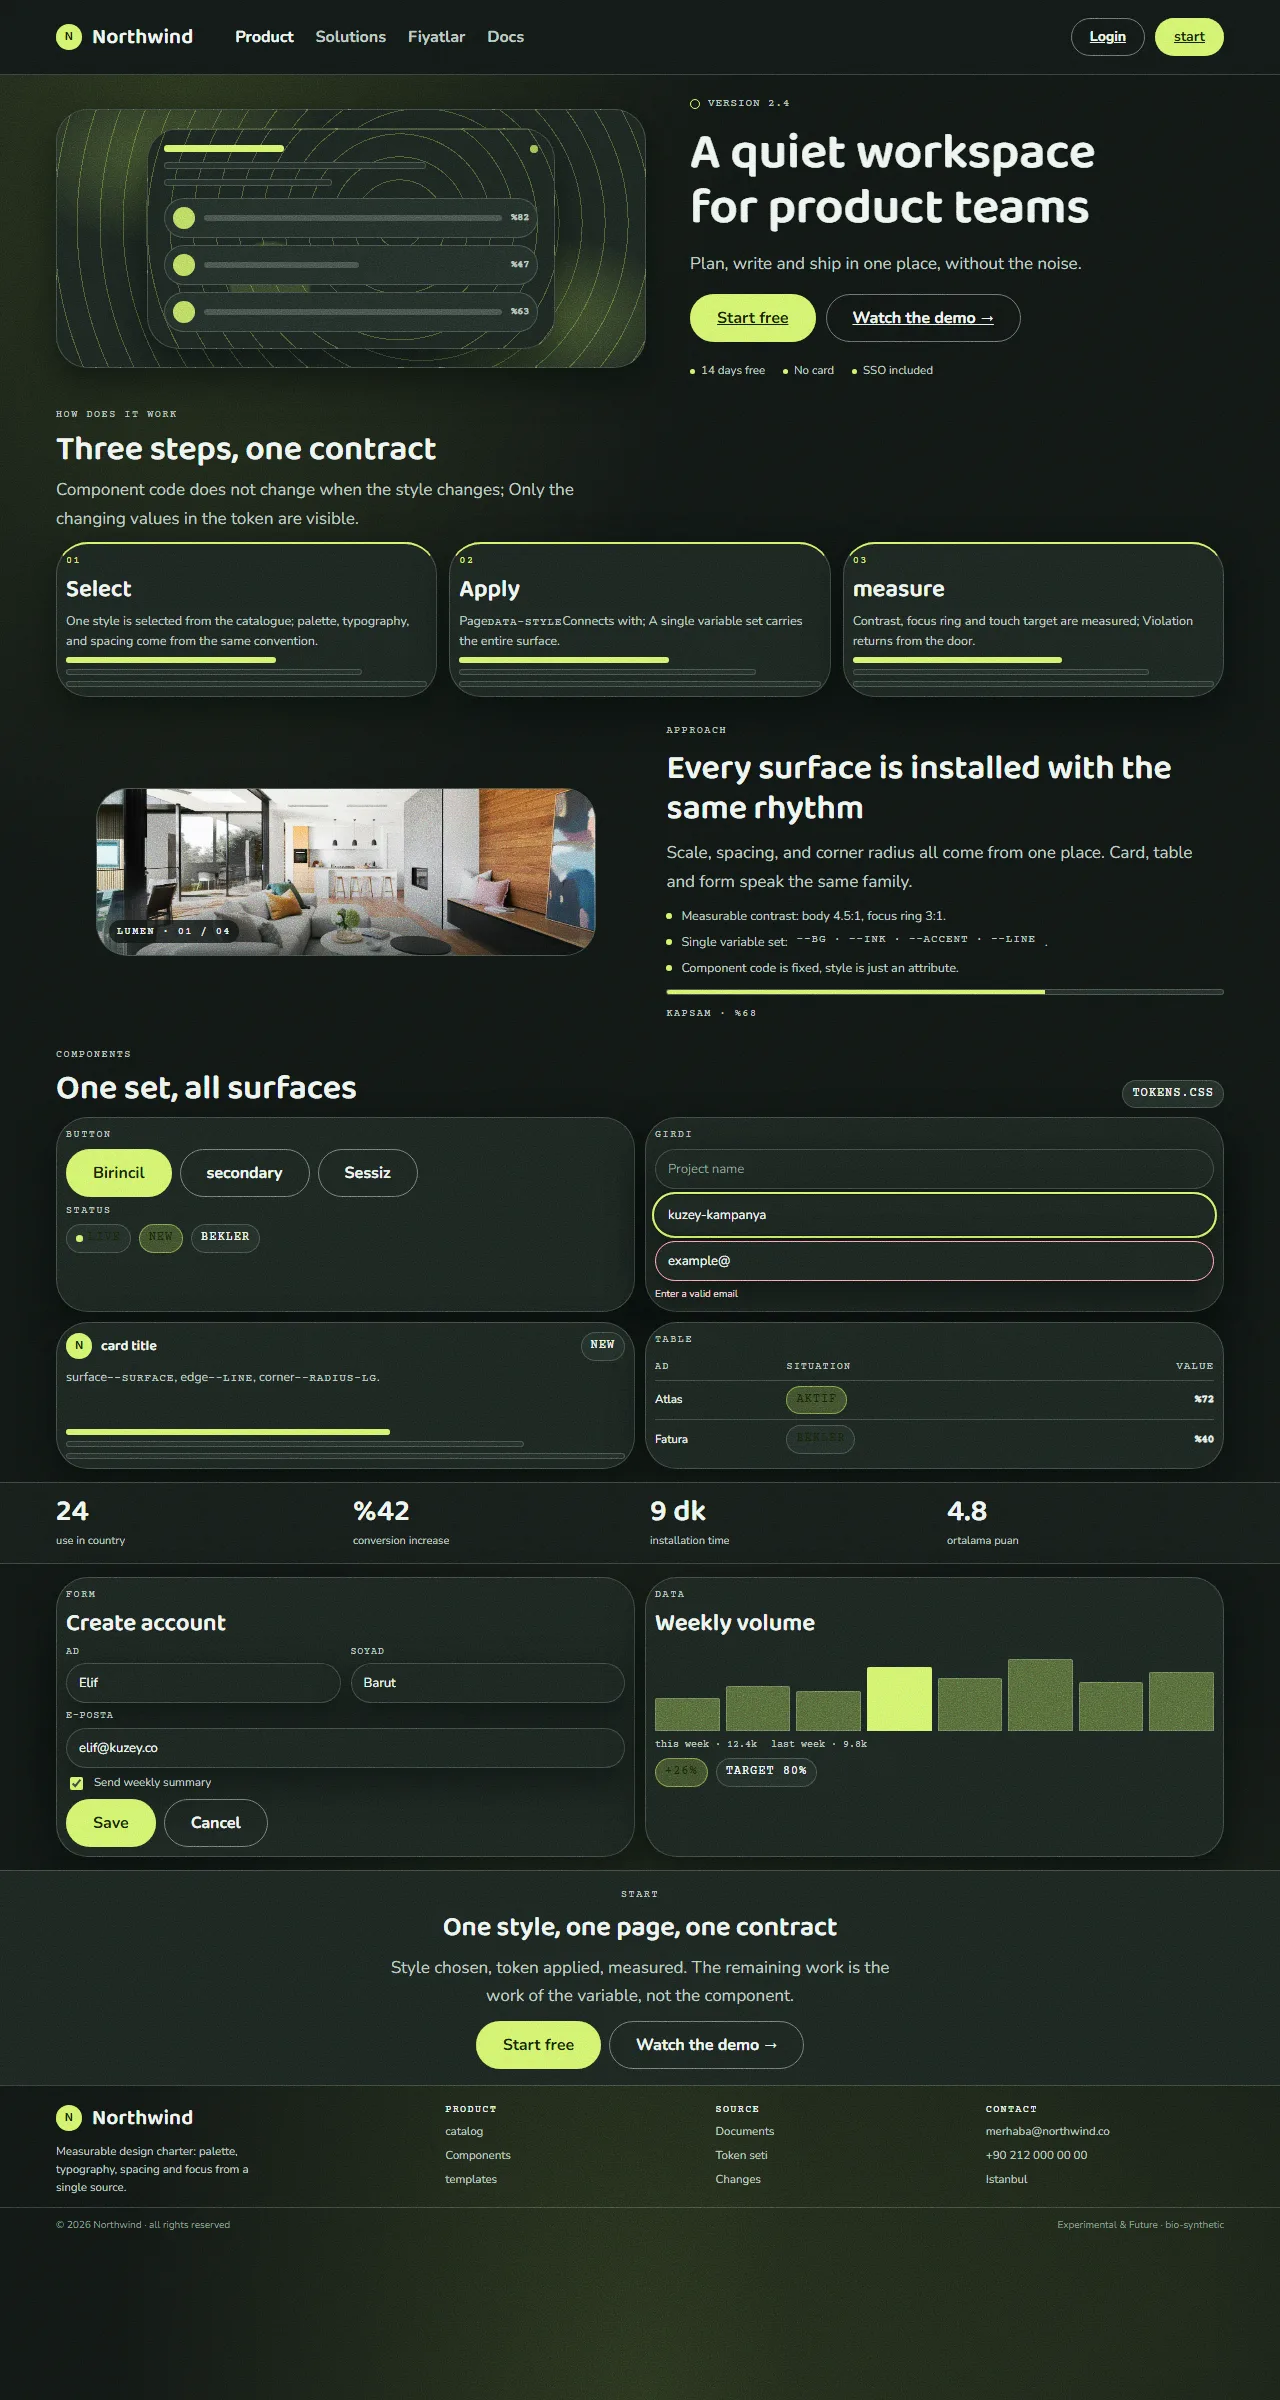 N Northwind Product Solutions Fiyatlar Docs Login start
VERSION 2.4
A quiet workspace
for product teams
Plan, write and ship in one place, without the noise.
Start free Watch the demo →
14 days free No card SSO included
%82
%47
%63
HOW DOES IT WORK
Three steps, one contract
Component code does not change when the style changes; Only the
changing values in the token are visible.
01
Select
One style is selected from the catalogue; palette, typography,
and spacing come from the same convention.
02
Apply
PageDATA-STYLEConnects with; A single variable set carries
the entire surface.
03
measure
Contrast, focus ring and touch target are measured; Violation
returns from the door.
LUMEN · 01 / 04
APPROACH
Every surface is installed with the
same rhythm
Scale, spacing, and corner radius all come from one place. Card, table
and form speak the same family.
Measurable contrast: body 4.5:1, focus ring 3:1.
Single variable set: --BG · --INK · --ACCENT · --LINE .
Component code is fixed, style is just an attribute.
KAPSAM · %68
COMPONENTS
One set, all surfaces
TOKENS.CSS
BUTTON
Birincil secondary Sessiz
STATUS
LIVE NEW BEKLER
GIRDI
Project name
kuzey-kampanya
example@
Enter a valid email
N card title NEW
surface--SURFACE, edge--LINE, corner--RADIUS-LG.
TABLE
AD SITUATION VALUE
Atlas AKTIF %72
Fatura BEKLER %40
24
use in country
%42
conversion increase
9 dk
installation time
4.8
ortalama puan
FORM
Create account
AD SOYAD
Elif Barut
E-POSTA
elif@kuzey.co
Send weekly summary
Save Cancel
DATA
Weekly volume
this week · 12.4k last week · 9.8k
+26% TARGET 80%
START
One style, one page, one contract
Style chosen, token applied, measured. The remaining work is the
work of the variable, not the component.
Start free Watch the demo →
N Northwind
Measurable design charter: palette,
typography, spacing and focus from a
single source.
PRODUCT
catalog
Components
templates
SOURCE
Documents
Token seti
Changes
CONTACT
merhaba@northwind.co
+90 212 000 00 00
Istanbul
© 2026 Northwind · all rights reserved
Experimental & Future · bio-synthetic